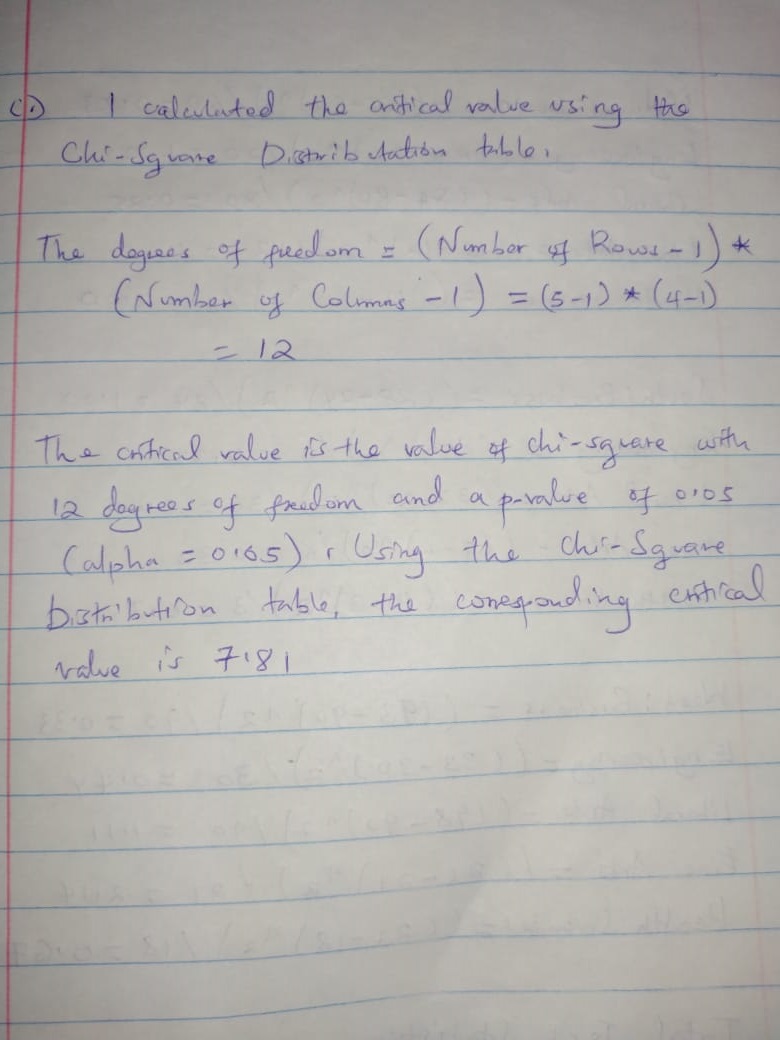 (C.) I calculated the critical value using the
Chi-Square Distributation table.
The degrees of freedom = (Number of Rows - 1) *
(Number of Columns - 1) = (5-1) * (4-1)
= 12
The critical value is the value of chi-square with
12 degrees of freedom and a p-value of 0.05
(alpha = 0.05). Using the Chi-Square
Distribution table, the corresponding critical
value is 7.81